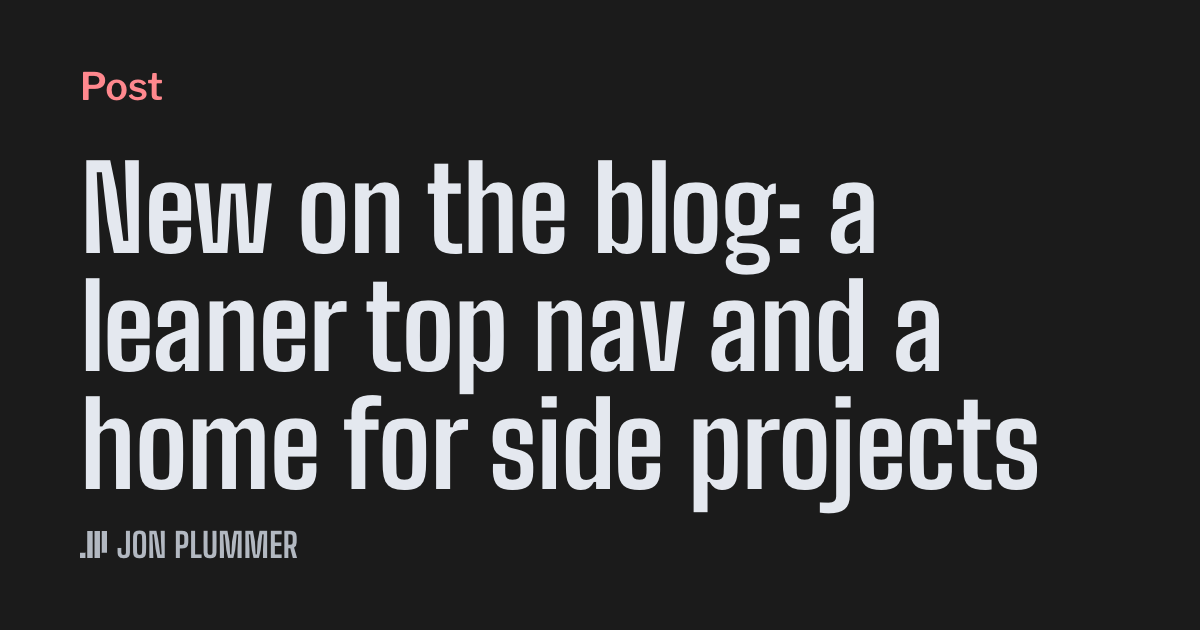 Post
New on the blog: a
leaner top nav and a
home for side projects
JON PLUMMER